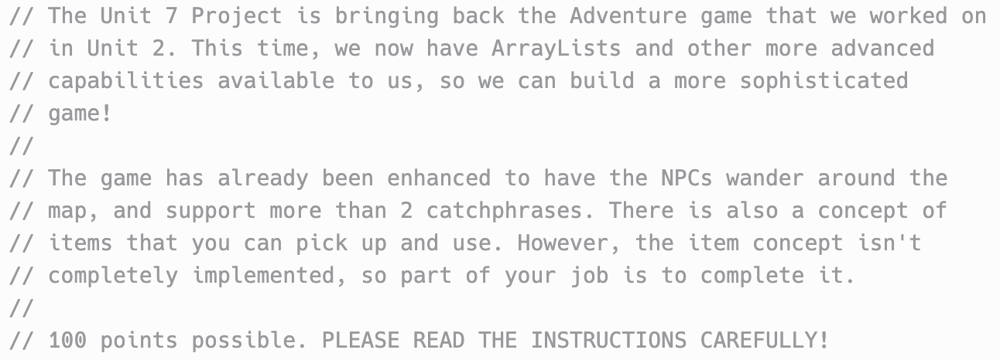 // The Unit 7 Project is bringing back the Adventure game that we worked on
// in Unit 2. This time, we now have ArrayLists and other more advanced
// capabilities available to us, so we can build a more sophisticated
// game!
//
// The game has already been enhanced to have the NPCs wander around the
// map, and support more than 2 catchphrases. There is also a concept of
// items that you can pick up and use. However, the item concept isn't
// completely implemented, so part of your job is to complete it.
//
// 100 points possible. PLEASE READ THE INSTRUCTIONS CAREFULLY!